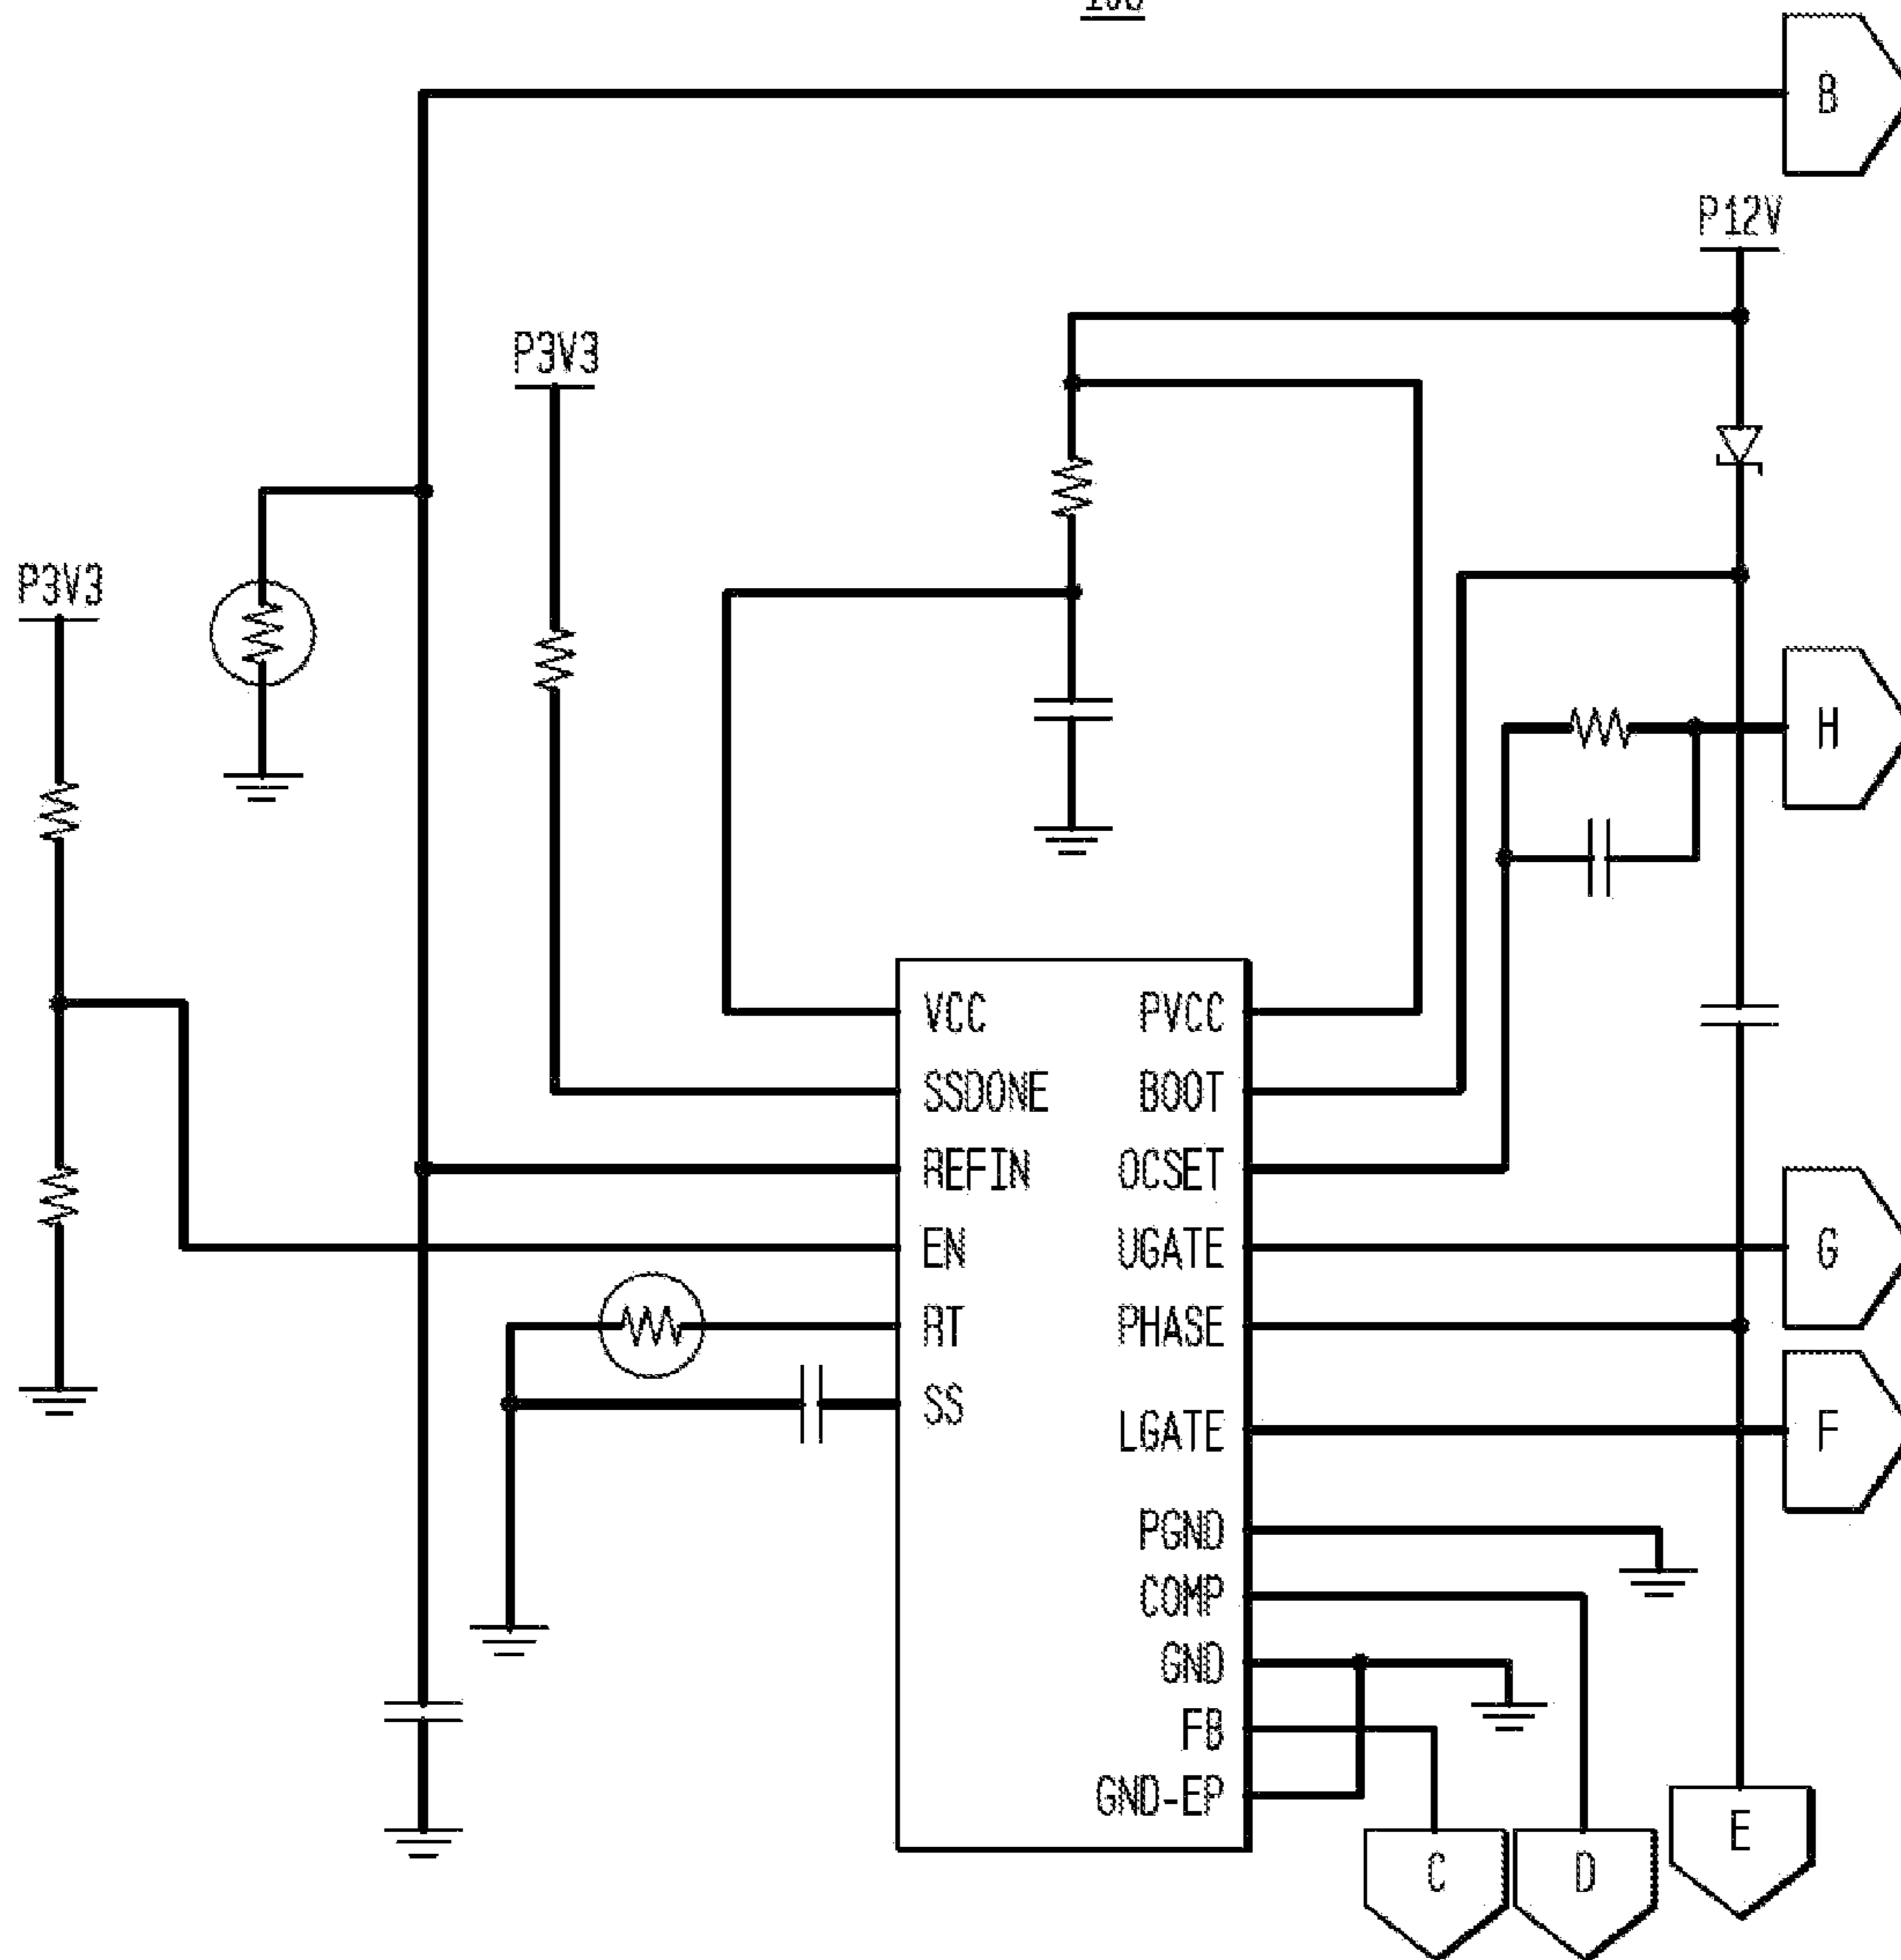 B
P12V
P3V3
P3V3
H
VCC PVCC
SSDONE BOOT
REFIN OCSET
EN UGATE G
RT PHASE
SS LGATE F
PGND
COMP
GND
FB
GND-EP
E
C D